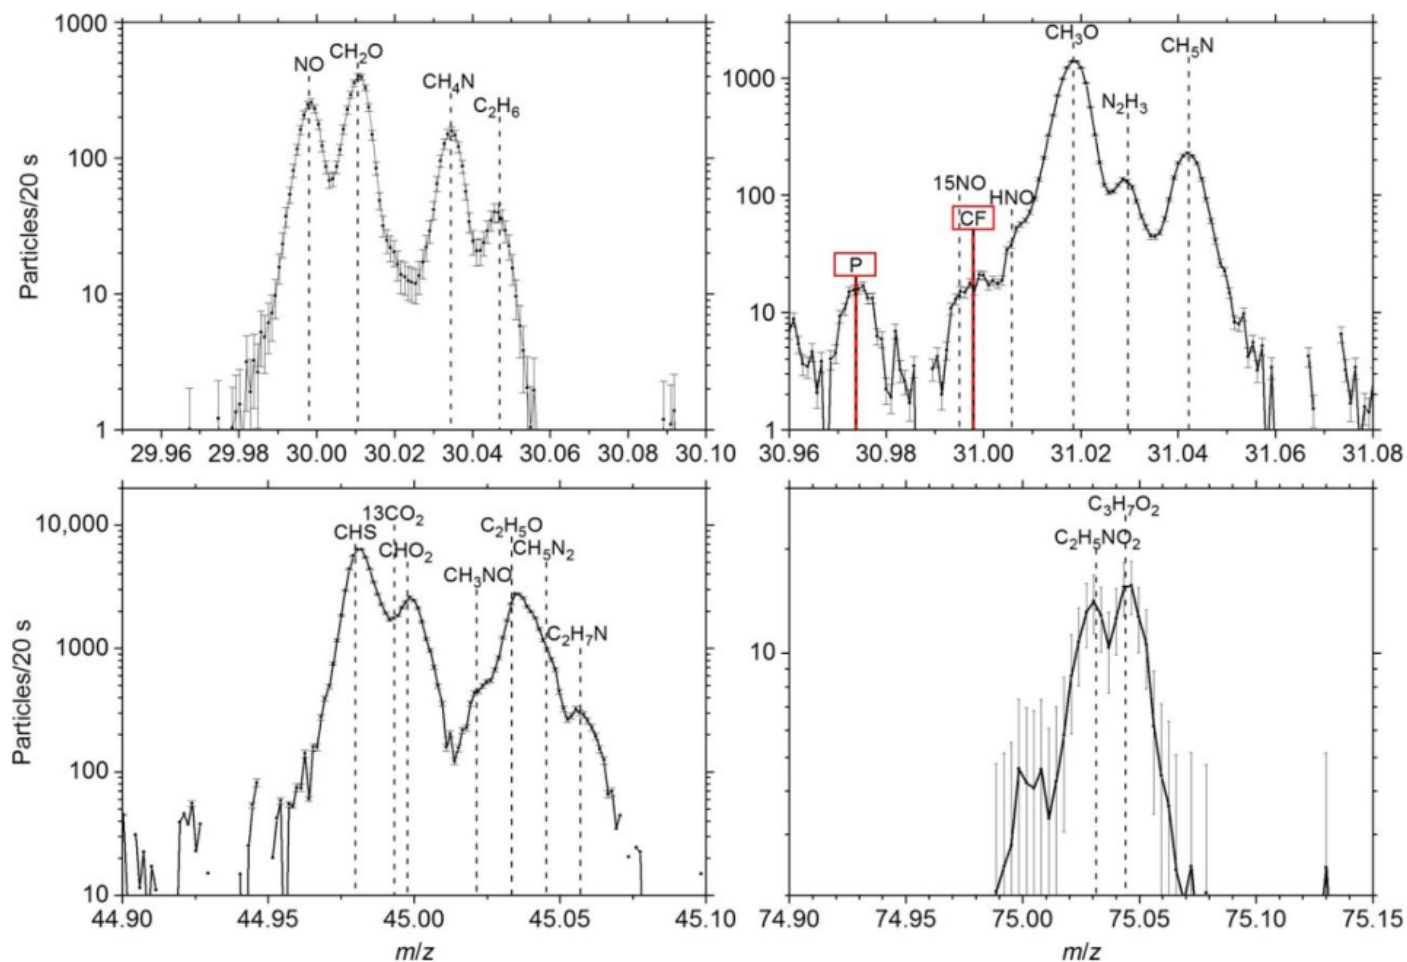 1000
100
10
1
Particles/20 s
NO
CH2O
CH4N
C2H6
29.96 29.98 30.00 30.02 30.04 30.06 30.08 30.10
1000
100
10
1
CH3O
CH5N
N2H3
15NO
HNO
CF
P
30.96 30.98 31.00 31.02 31.04 31.06 31.08
10,000
1000
100
10
Particles/20 s
13CO2
CHS
CHO2
C2H5O
CH5N2
CH3NO
C2H7N
44.90 44.95 45.00 45.05 45.10
m/z
10
C3H7O2
C2H5NO2
74.90 74.95 75.00 75.05 75.10 75.15
m/z